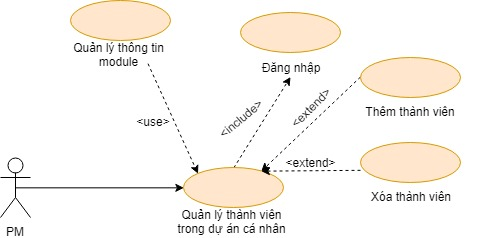 Quản lý thông tin
module
Đăng nhập
Thêm thành viên
<use>
<include>
<extend>
<extend>
Xóa thành viên
PM
Quản lý thành viên
trong dự án cá nhân